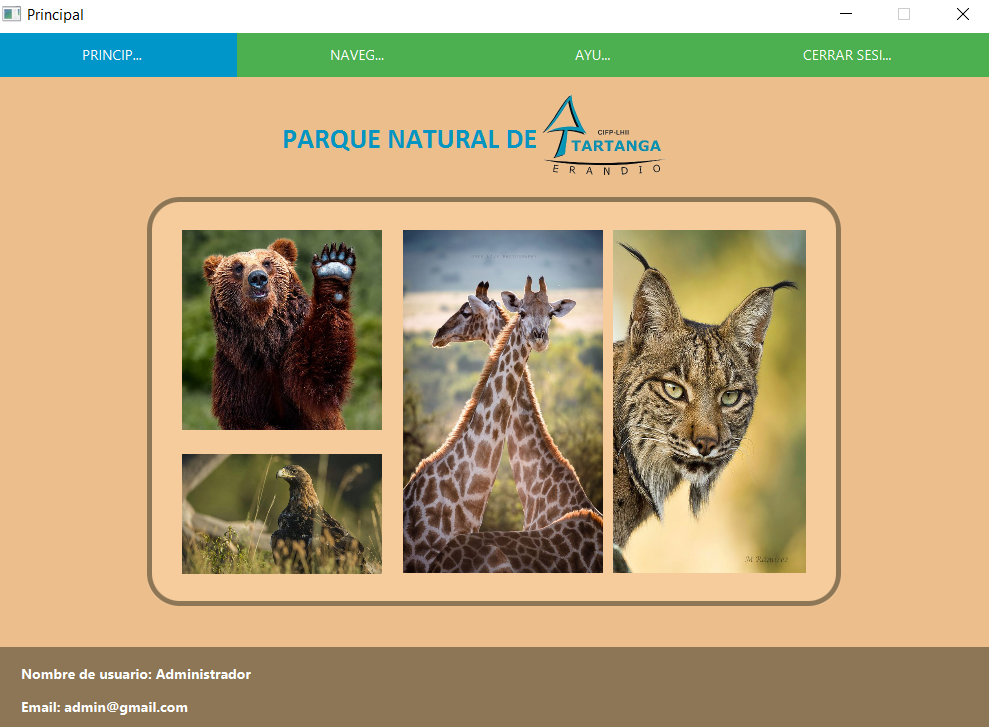 Principal
PRINCIP... NAVEG... AYU... CERRAR SESI...
PARQUE NATURAL DE
CIFP-LHII
TARTANGA
ERANDIO
M Ramirez
Nombre de usuario: Administrador
Email: admin@gmail.com